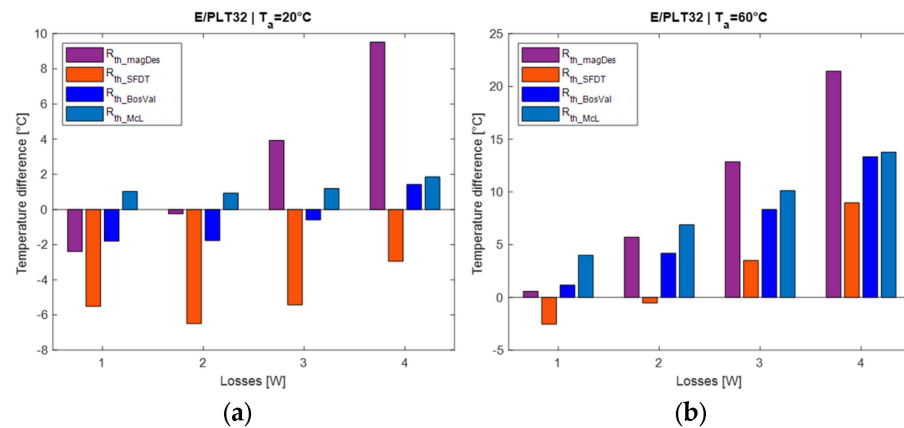 E/PLT32 | Ta=20°C
Temperature difference [°C]
10
8
6
4
2
0
-2
-4
-6
-8
Rth_magDes
Rth_SFDT
Rth_BosVal
Rth_McL
1 2 3 4
Losses [W]
(a)
E/PLT32 | Ta=60°C
Temperature difference [°C]
25
20
15
10
5
0
-5
Rth_magDes
Rth_SFDT
Rth_BosVal
Rth_McL
1 2 3 4
Losses [W]
(b)